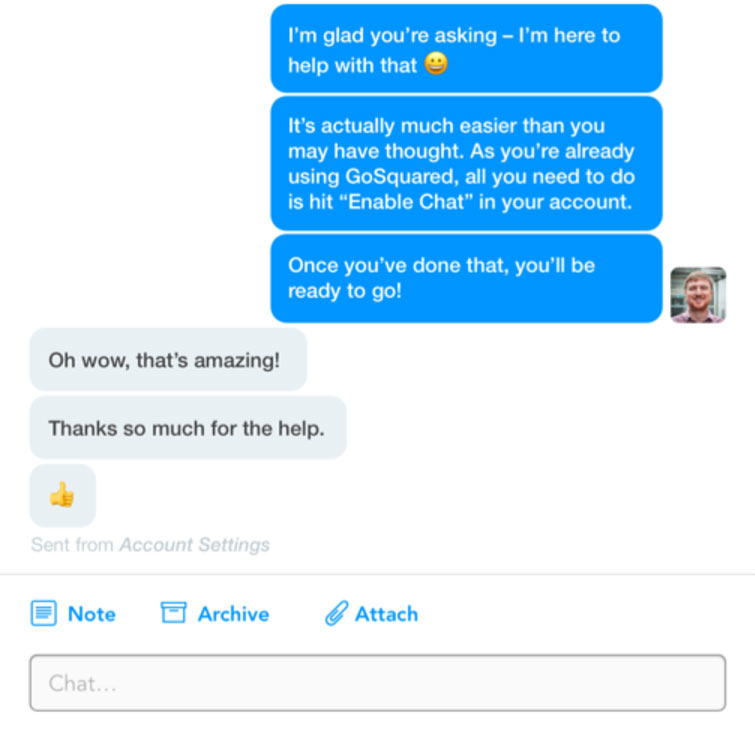 I’m glad you’re asking – I’m here to
help with that 😀
It’s actually much easier than you
may have thought. As you’re already
using GoSquared, all you need to do
is hit “Enable Chat” in your account.
Once you’ve done that, you’ll be
ready to go!
Oh wow, that’s amazing!
Thanks so much for the help.
👍
Sent from Account Settings
Note Archive Attach
Chat...